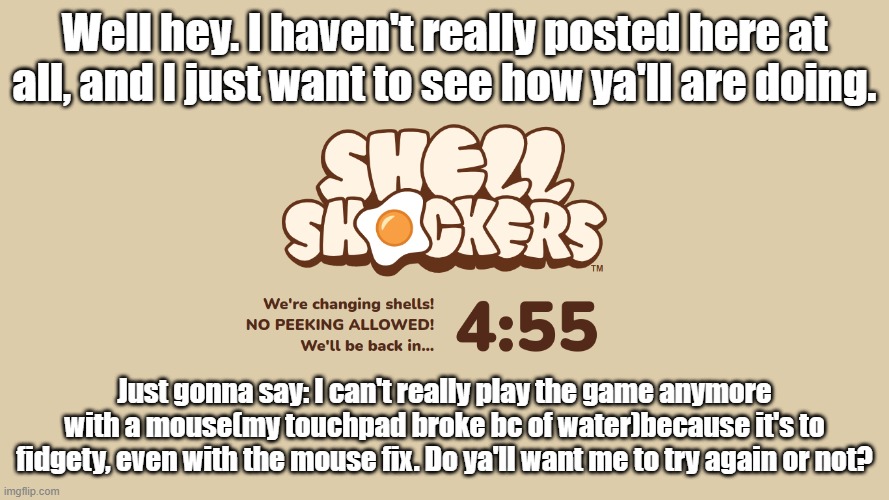 Well hey. I haven't really posted here at
all, and I just want to see how ya'll are doing.
SHELL
SHOCKERS
TM
We're changing shells!
NO PEEKING ALLOWED!
We'll be back in...
4:55
Just gonna say: I can't really play the game anymore
with a mouse(my touchpad broke bc of water)because it's to
fidgety, even with the mouse fix. Do ya'll want me to try again or not?
imgflip.com